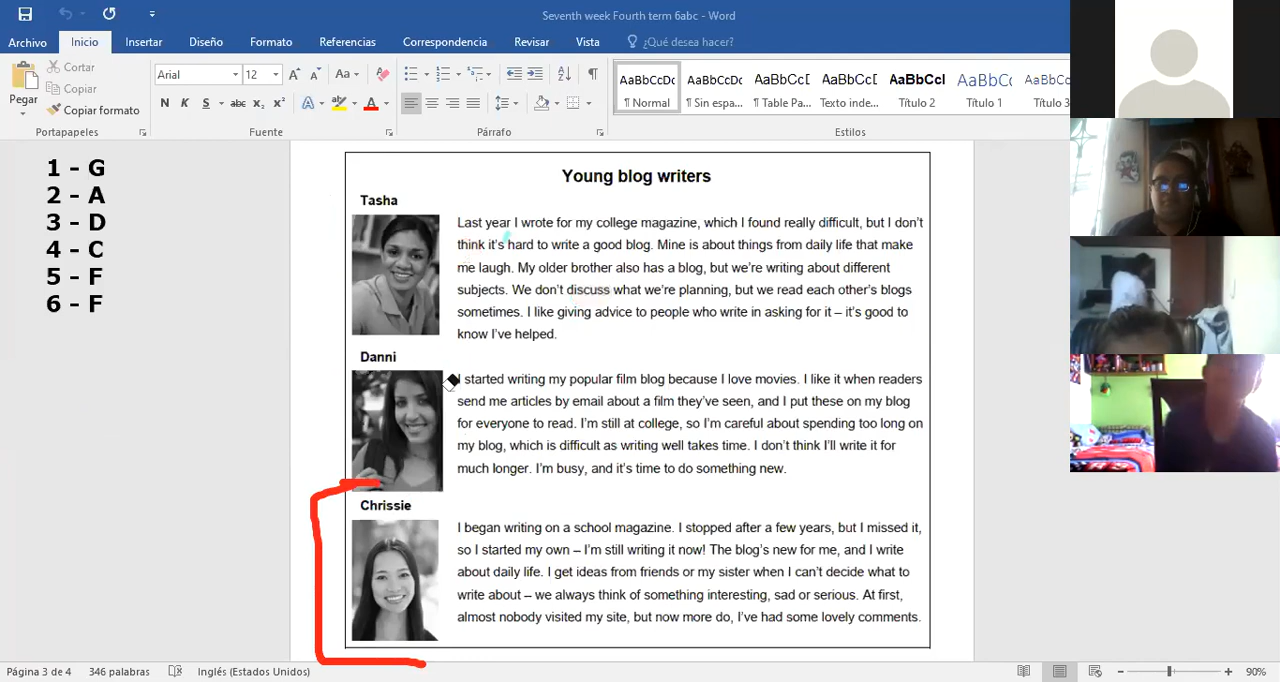 Seventh week Fourth term 6abc - Word
Archivo Inicio Insertar Diseño Formato Referencias Correspondencia Revisar Vista ¿Qué desea hacer?
Pegar
Cortar
Copiar
Copiar formato
Portapapeles
Arial 12
Fuente
Párrafo
AaBbCcDc AaBbCcDc AaBbCcD AaBbCcD AaBbCcI AaBbCcD AaBbCcD
¶ Normal ¶ Sin espa... ¶ Table Pa... Texto inde... Título 2 Título 1 Título 3
Estilos
1 - G
2 - A
3 - D
4 - C
5 - F
6 - F
Young blog writers
Tasha
Last year I wrote for my college magazine, which I found really difficult, but I don't
think it's hard to write a good blog. Mine is about things from daily life that make
me laugh. My older brother also has a blog, but we're writing about different
subjects. We don't discuss what we're planning, but we read each other's blogs
sometimes. I like giving advice to people who write in asking for it – it's good to
know I've helped.
Danni
I started writing my popular film blog because I love movies. I like it when readers
send me articles by email about a film they've seen, and I put these on my blog
for everyone to read. I'm still at college, so I'm careful about spending too long on
my blog, which is difficult as writing well takes time. I don't think I'll write it for
much longer. I'm busy, and it's time to do something new.
Chrissie
I began writing on a school magazine. I stopped after a few years, but I missed it,
so I started my own – I'm still writing it now! The blog's new for me, and I write
about daily life. I get ideas from friends or my sister when I can't decide what to
write about – we always think of something interesting, sad or serious. At first,
almost nobody visited my site, but now more do, I've had some lovely comments.
Página 3 de 4 346 palabras Inglés (Estados Unidos) 90%